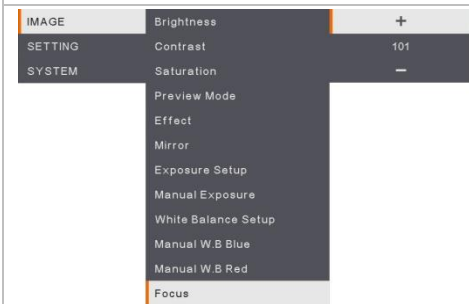 IMAGE
SETTING
SYSTEM
Brightness
Contrast
Saturation
Preview Mode
Effect
Mirror
Exposure Setup
Manual Exposure
White Balance Setup
Manual W.B Blue
Manual W.B Red
Focus
+
101
−